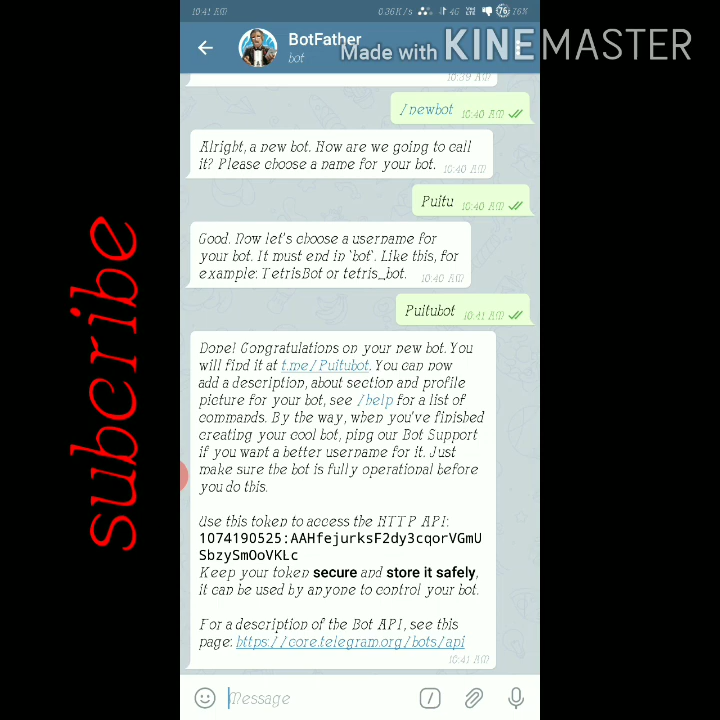 10:41 AM
0.36K/s
4G
76
76%
BotFather
bot
Made with KINEMASTER
10:39 AM
/newbot 10:40 AM
Alright, a new bot. How are we going to call
it? Please choose a name for your bot. 10:40 AM
Puitu 10:40 AM
Good. Now let's choose a username for
your bot. It must end in `bot`. Like this, for
example: TetrisBot or tetris_bot. 10:40 AM
Puitubot 10:41 AM
Done! Congratulations on your new bot. You
will find it at t.me/Puitubot. You can now
add a description, about section and profile
picture for your bot, see /help for a list of
commands. By the way, when you've finished
creating your cool bot, ping our Bot Support
if you want a better username for it. Just
make sure the bot is fully operational before
you do this.
Use this token to access the HTTP API:
1074190525:AAHfejurksF2dy3cqorVGmU
SbzySmOoVKLc
Keep your token secure and store it safely,
it can be used by anyone to control your bot.
For a description of the Bot API, see this
page: https://core.telegram.org/bots/api
10:41 AM
Message
subcribe